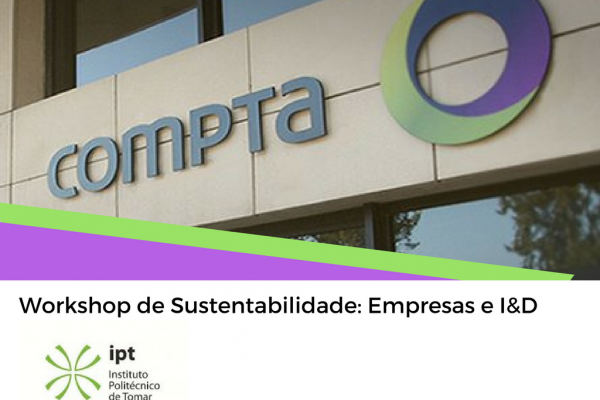 compta
Workshop de Sustentabilidade: Empresas e I&D
ipt
Instituto
Politécnico
de Tomar